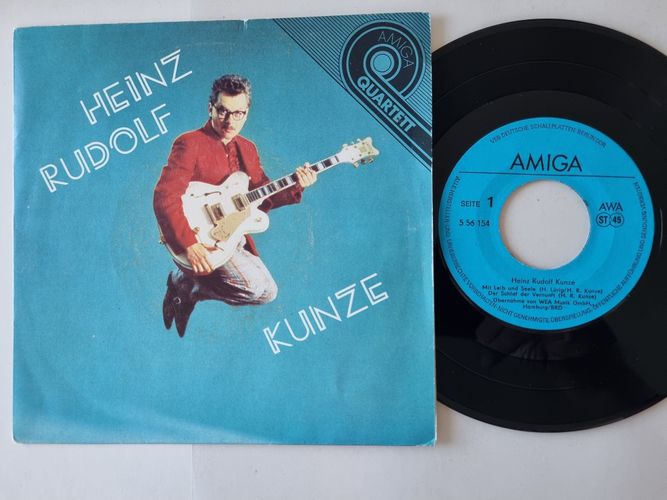 HEINZ
RUDOLF
KUNZE
AMIGA
QUARTETT
VEB DEUTSCHE SCHALLPLATTEN BERLIN DDR
AMIGA
SEITE 1
5 56 154
AWA
ST 45
Heinz Rudolf Kunze
Mit Leib und Seele (H. Lürig/H. R. Kunze)
Der Schlaf der Vernunft (H. R. Kunze)
Übernahme von WEA Musik GmbH,
Hamburg/BRD